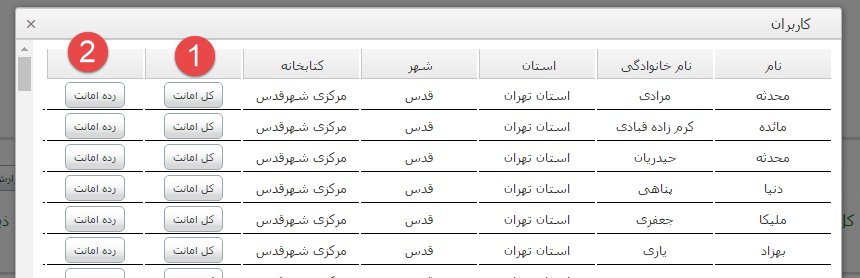 کاربران
2 1
نام نام خانوادگی استان شهر کتابخانه
محدثه مرادی استان تهران قدس مرکزی شهرقدس کل امانت رده امانت
مائده کرم زاده قبادی استان تهران قدس مرکزی شهرقدس کل امانت رده امانت
محدثه حیدریان استان تهران قدس مرکزی شهرقدس کل امانت رده امانت
دنیا پناهی استان تهران قدس مرکزی شهرقدس کل امانت رده امانت
ملیکا جعفری استان تهران قدس مرکزی شهرقدس کل امانت رده امانت
بهزاد یاری استان تهران قدس مرکزی شهرقدس کل امانت رده امانت